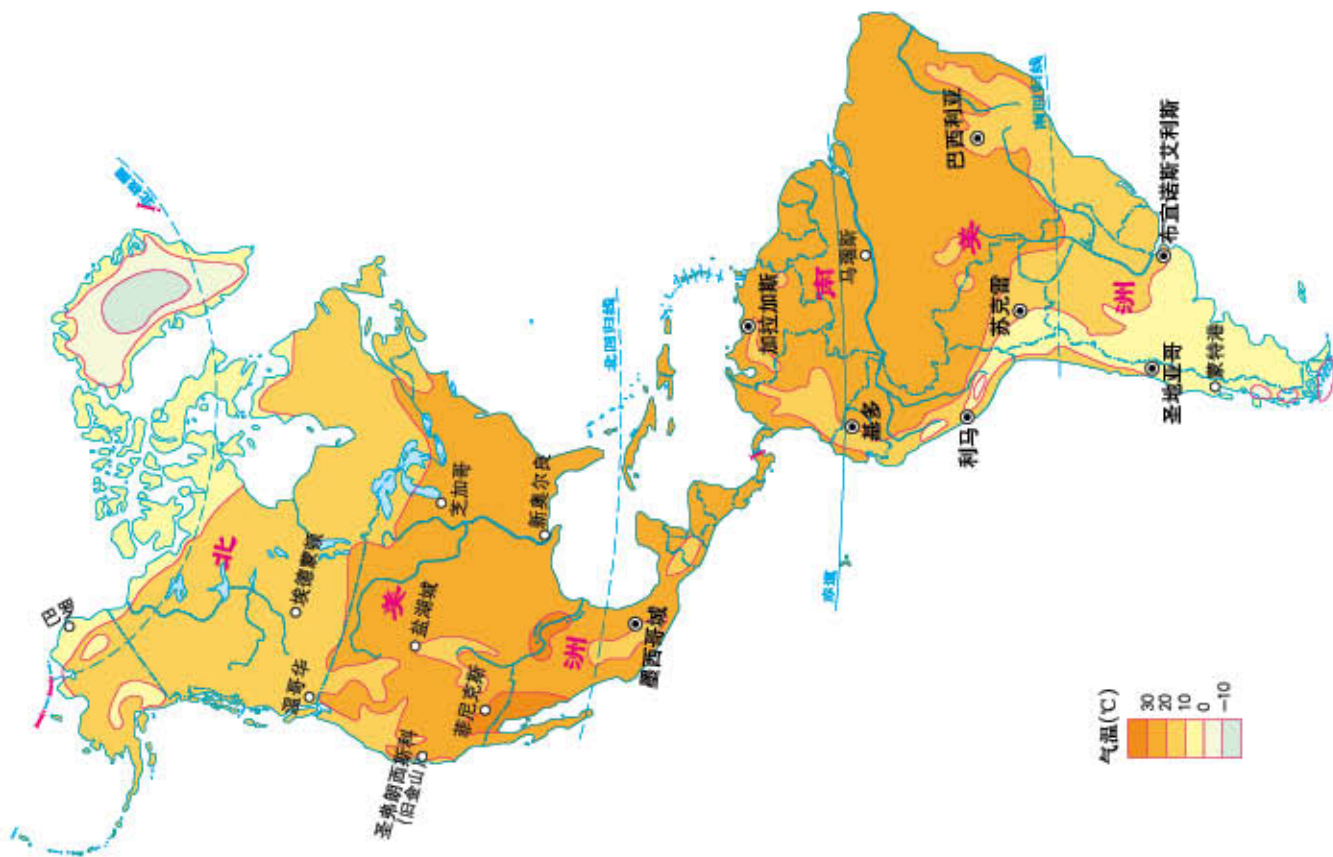 北极圈
巴罗
北
埃德蒙顿
温哥华
美
盐湖城
芝加哥
圣弗朗西斯科
(旧金山)
菲尼克斯
新奥尔良
洲
北回归线
墨西哥城
加拉加斯
南
马瑙斯
赤道
基多
美
巴西利亚
利马
苏克雷
南回归线
洲
圣地亚哥
布宜诺斯艾利斯
蒙特港
气温(℃)
30
20
10
0
-10